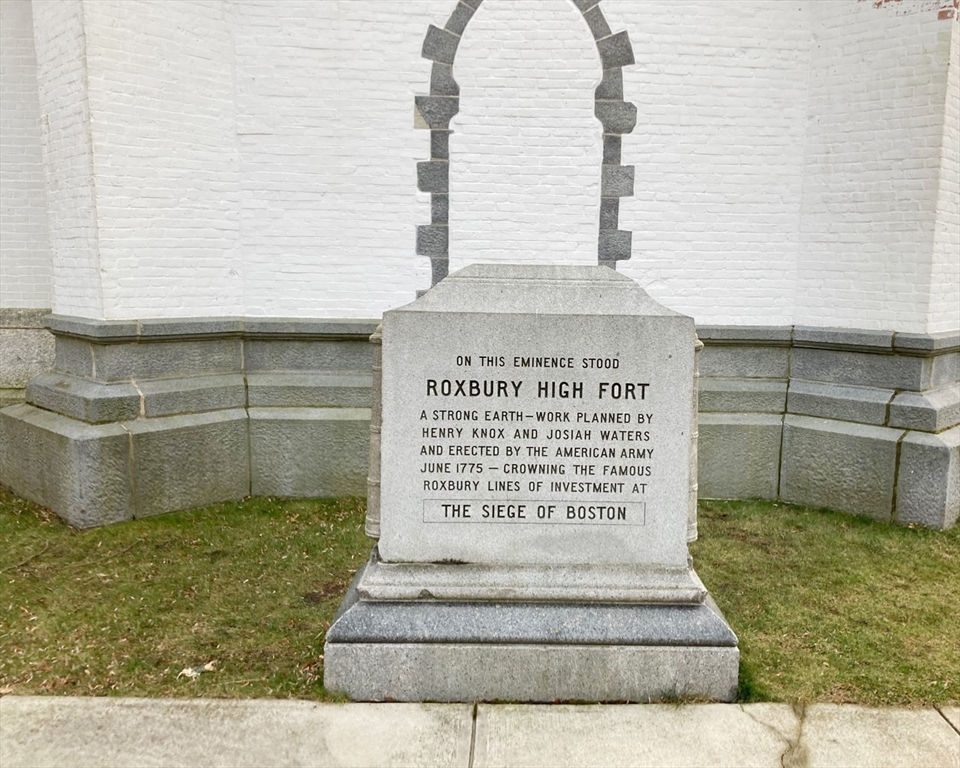 ON THIS EMINENCE STOOD
ROXBURY HIGH FORT
A STRONG EARTH–WORK PLANNED BY
HENRY KNOX AND JOSIAH WATERS
AND ERECTED BY THE AMERICAN ARMY
JUNE 1775 – CROWNING THE FAMOUS
ROXBURY LINES OF INVESTMENT AT
THE SIEGE OF BOSTON